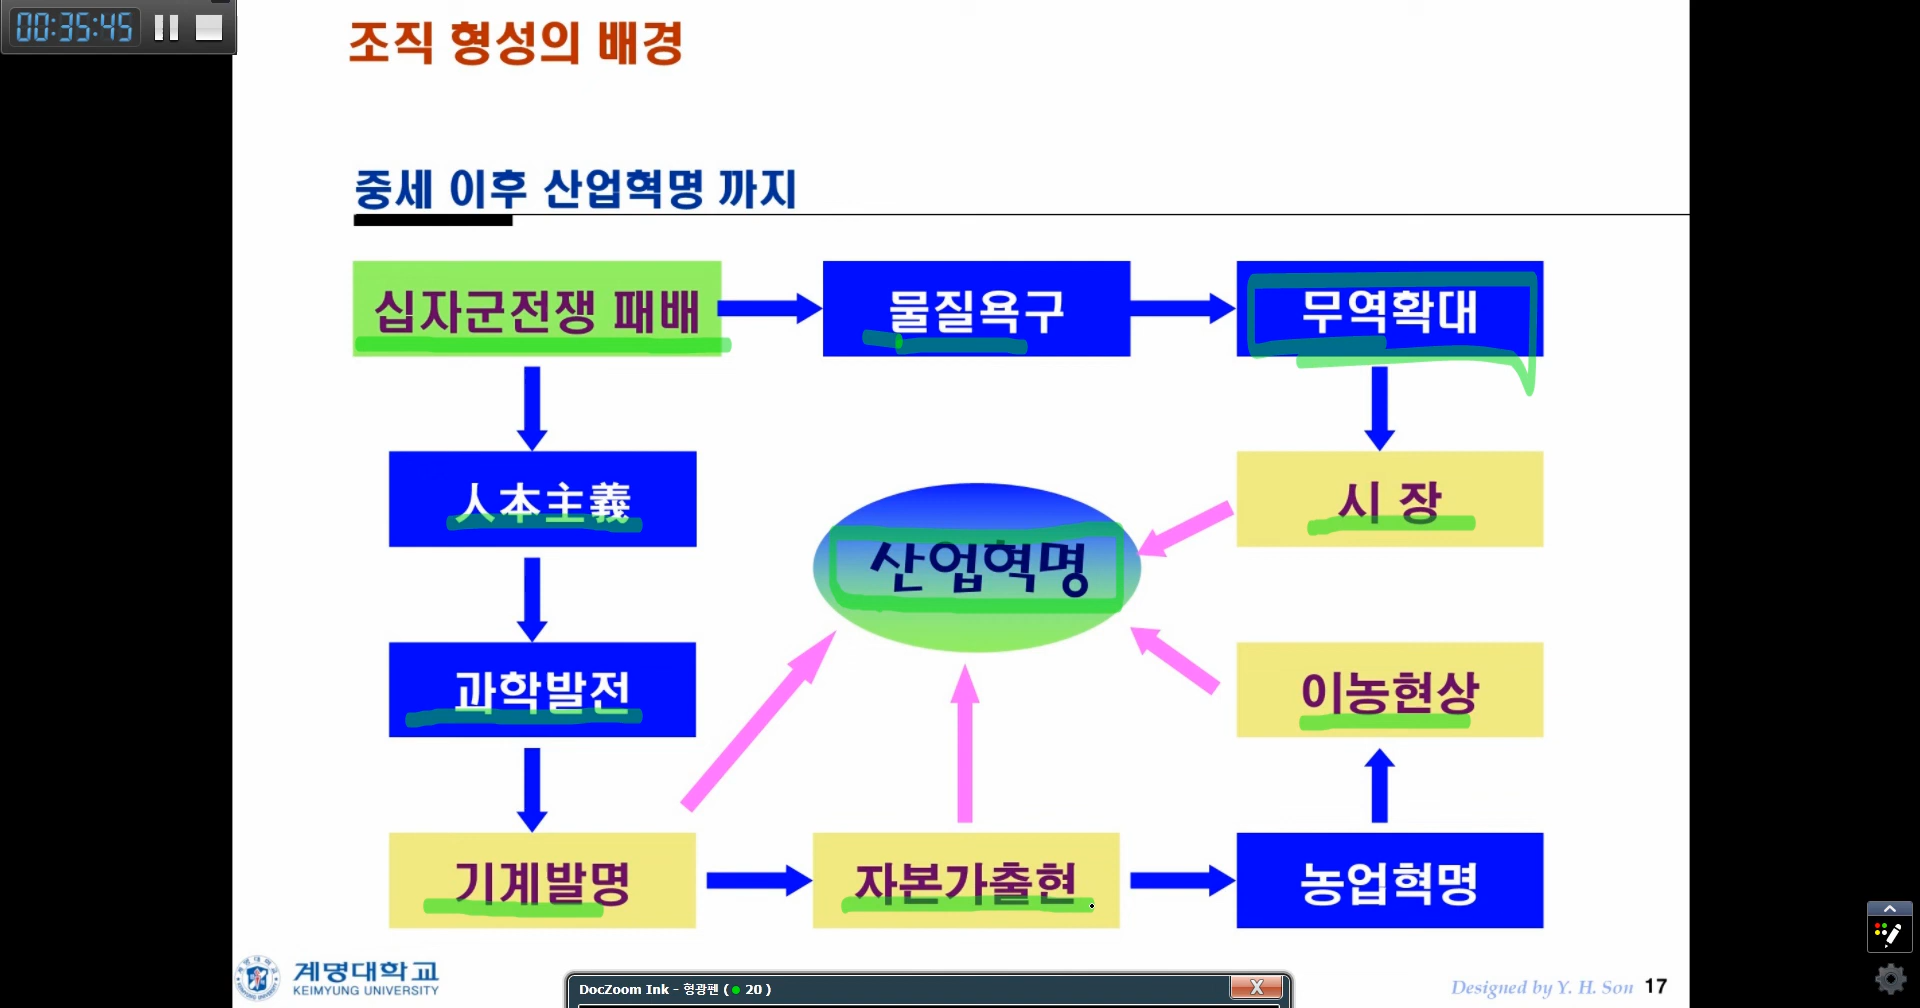 00:35:45
조직 형성의 배경
중세 이후 산업혁명 까지
십자군전쟁 패배
물질욕구
무역확대
人本主義
시 장
산업혁명
과학발전
이농현상
기계발명
자본가출현
농업혁명
계명대학교
KEIMYUNG UNIVERSITY
DocZoom Ink - 형광펜 ( 20 )
Designed by Y. H. Son 17